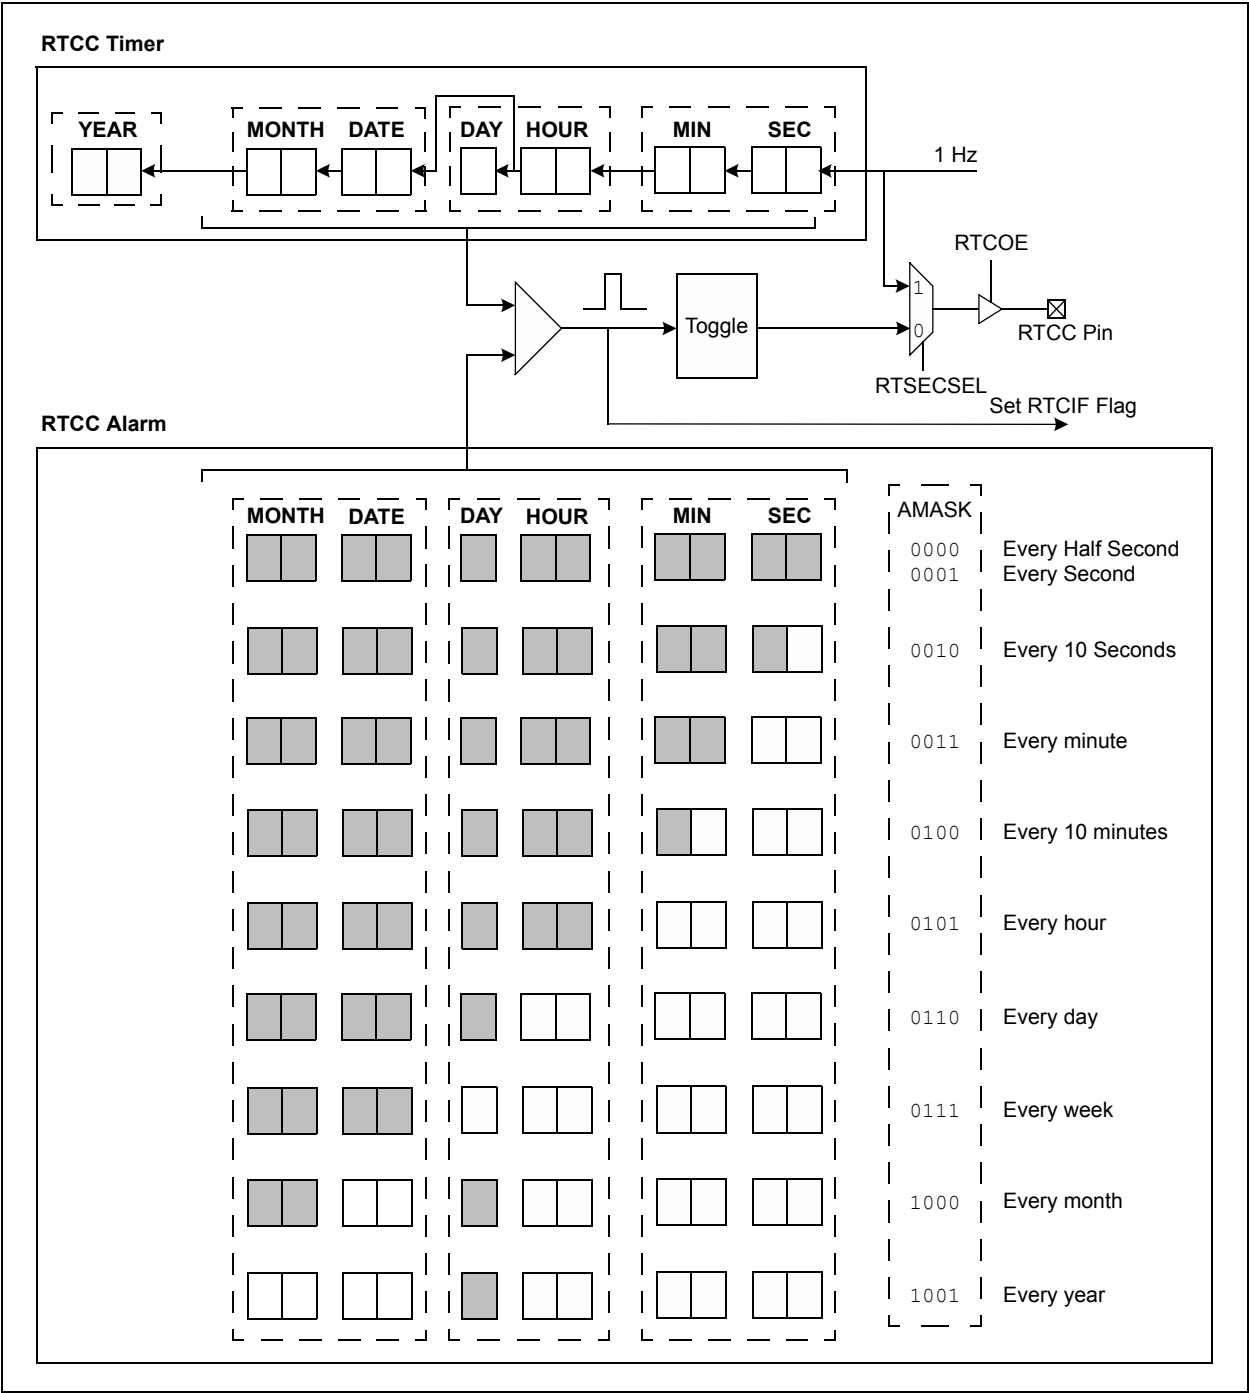 RTCC Timer
YEAR MONTH DATE DAY HOUR MIN SEC
1 Hz
RTCOE
1
Toggle
0
RTCC Pin
RTSECSEL
Set RTCIF Flag
RTCC Alarm
MONTH DATE DAY HOUR MIN SEC AMASK
0000 Every Half Second
0001 Every Second
0010 Every 10 Seconds
0011 Every minute
0100 Every 10 minutes
0101 Every hour
0110 Every day
0111 Every week
1000 Every month
1001 Every year